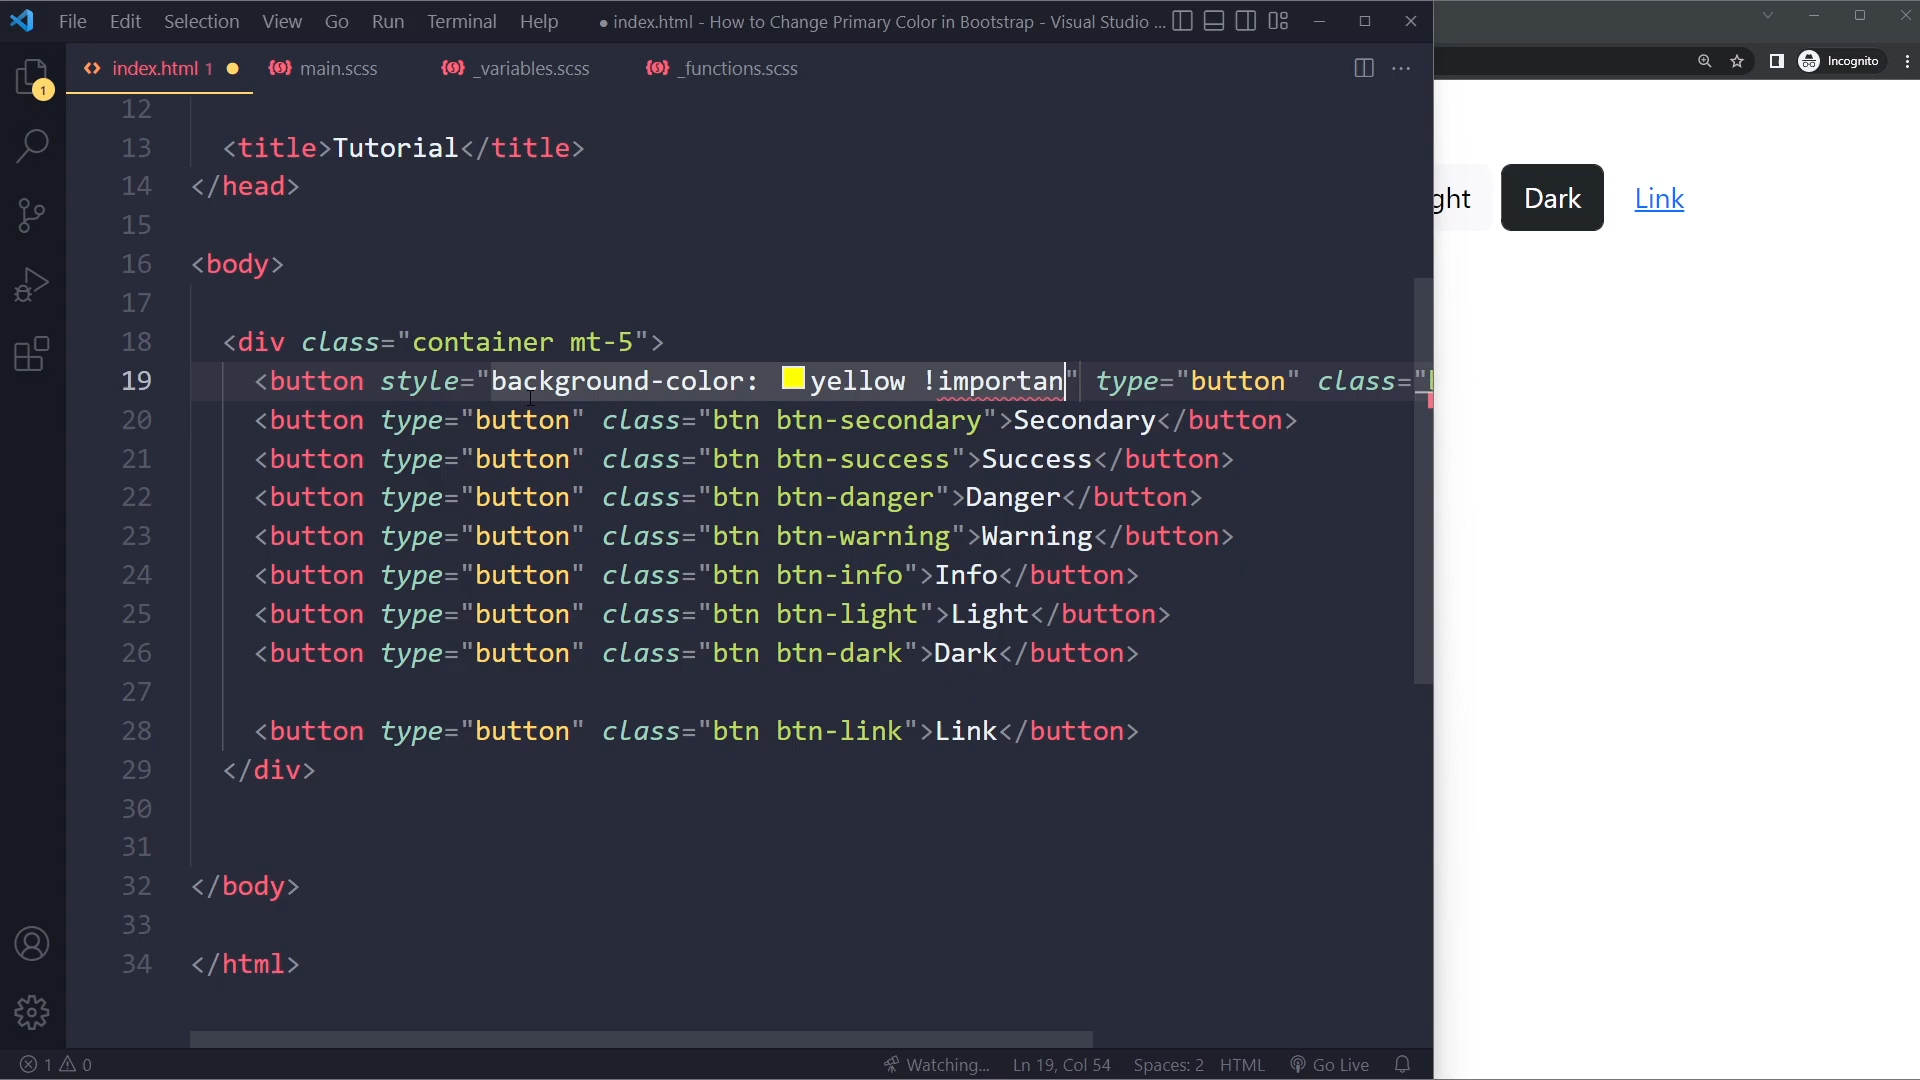 File Edit Selection View Go Run Terminal Help ● index.html - How to Change Primary Color in Bootstrap - Visual Studio ...
Incognito
1
<> index.html 1 ● main.scss _variables.scss _functions.scss ...
12
13 <title>Tutorial</title>
14 </head>
15
16 <body>
17
18 <div class="container mt-5">
19 <button style="background-color: yellow !importan" type="button" class="
20 <button type="button" class="btn btn-secondary">Secondary</button>
21 <button type="button" class="btn btn-success">Success</button>
22 <button type="button" class="btn btn-danger">Danger</button>
23 <button type="button" class="btn btn-warning">Warning</button>
24 <button type="button" class="btn btn-info">Info</button>
25 <button type="button" class="btn btn-light">Light</button>
26 <button type="button" class="btn btn-dark">Dark</button>
27
28 <button type="button" class="btn btn-link">Link</button>
29 </div>
30
31
32 </body>
33
34 </html>
ght Dark Link
1 0 Watching... Ln 19, Col 54 Spaces: 2 HTML Go Live